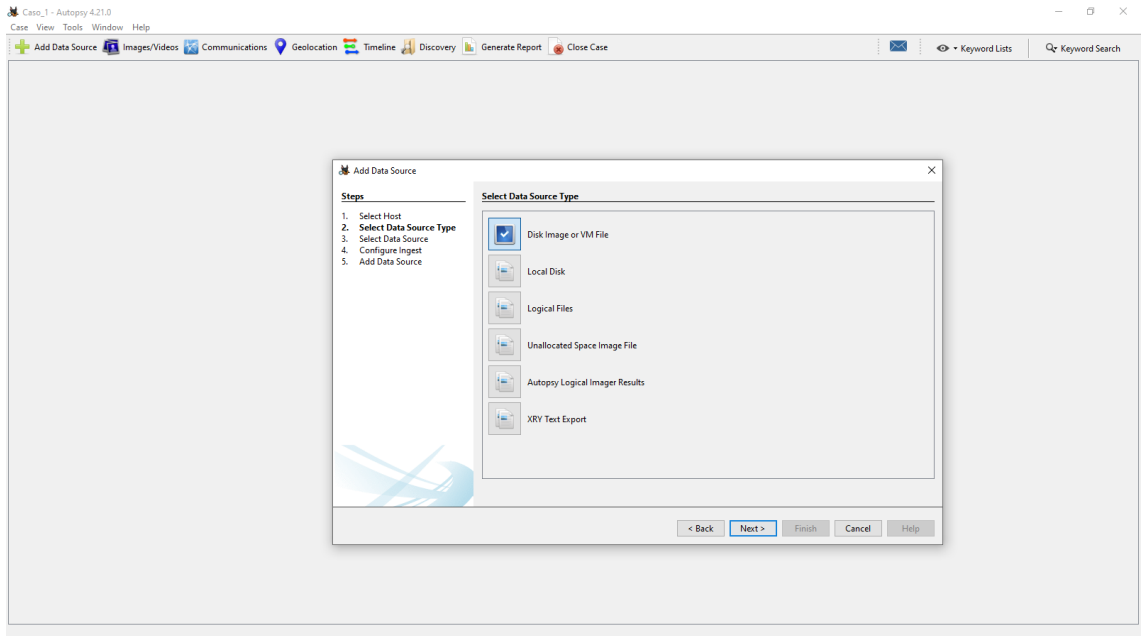 Caso_1 - Autopsy 4.21.0
Case View Tools Window Help
Add Data Source Images/Videos Communications Geolocation Timeline Discovery Generate Report Close Case Keyword Lists Keyword Search
Add Data Source
Steps
1. Select Host
2. Select Data Source Type
3. Select Data Source
4. Configure Ingest
5. Add Data Source
Select Data Source Type
Disk Image or VM File
Local Disk
Logical Files
Unallocated Space Image File
Autopsy Logical Imager Results
XRY Text Export
< Back Next > Finish Cancel Help